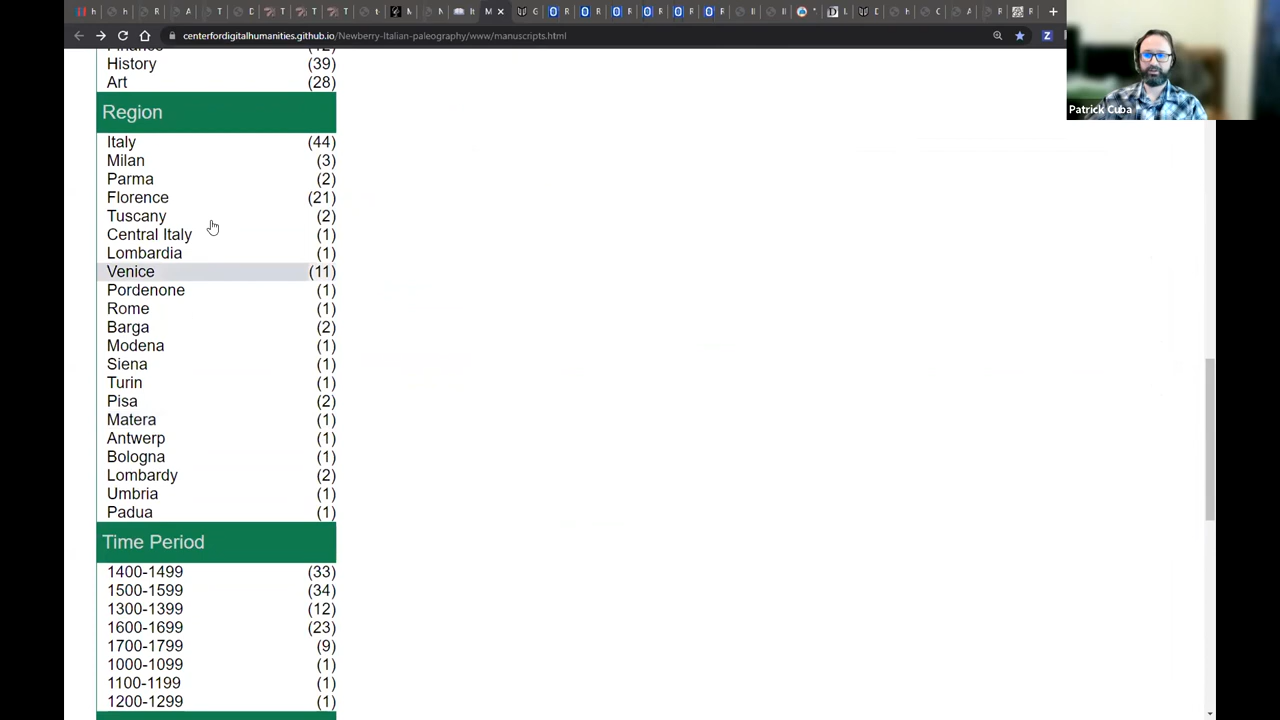 centerfordigitalhumanities.github.io/Newberry-Italian-paleography/www/manuscripts.html
Patrick Cuba
History (39)
Art (28)
Region
Italy (44)
Milan (3)
Parma (2)
Florence (21)
Tuscany (2)
Central Italy (1)
Lombardia (1)
Venice (11)
Pordenone (1)
Rome (1)
Barga (2)
Modena (1)
Siena (1)
Turin (1)
Pisa (2)
Matera (1)
Antwerp (1)
Bologna (1)
Lombardy (2)
Umbria (1)
Padua (1)
Time Period
1400-1499 (33)
1500-1599 (34)
1300-1399 (12)
1600-1699 (23)
1700-1799 (9)
1000-1099 (1)
1100-1199 (1)
1200-1299 (1)